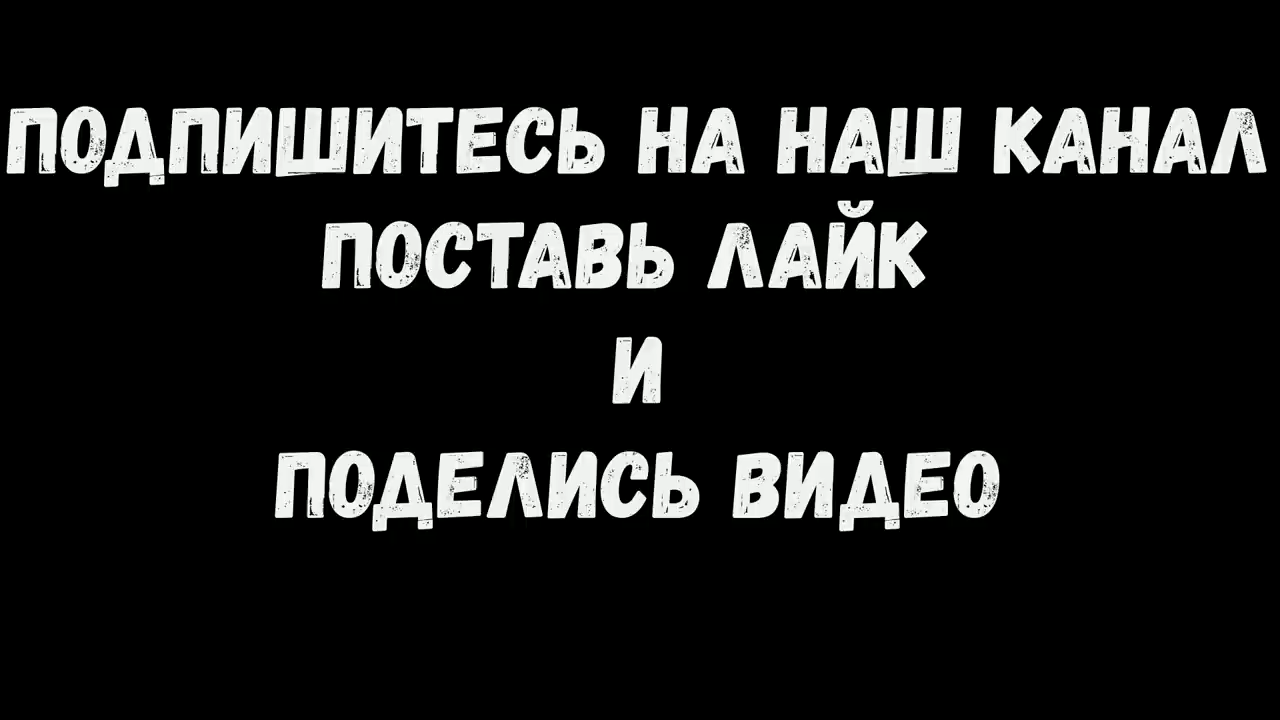 ПОДПИШИТЕСЬ НА НАШ КАНАЛ
ПОСТАВЬ ЛАЙК
И
ПОДЕЛИСЬ ВИДЕО